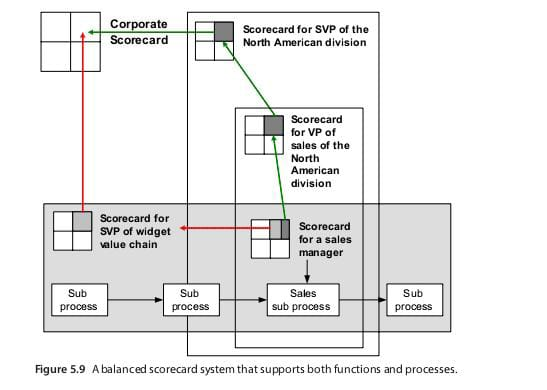 Corporate
Scorecard
Scorecard for SVP of the
North American division
Scorecard
for VP of
sales of the
North
American
division
Scorecard for
SVP of widget
value chain
Scorecard
for a sales
manager
Sub
process
Sub
process
Sales
sub process
Sub
process
Figure 5.9 A balanced scorecard system that supports both functions and processes.